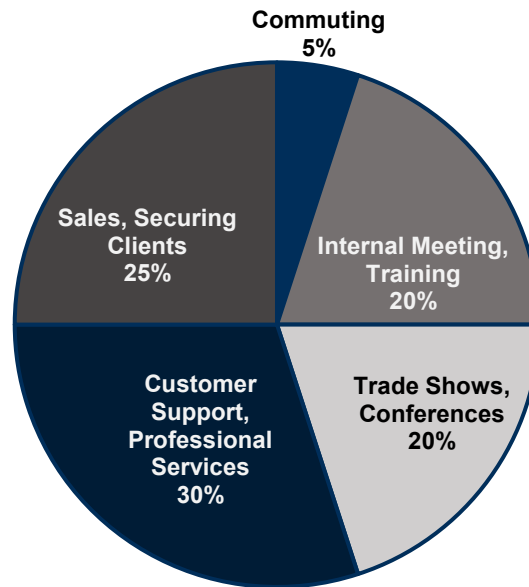 Commuting
5%
Sales, Securing
Clients
25%
Internal Meeting,
Training
20%
Customer
Support,
Professional
Services
30%
Trade Shows,
Conferences
20%